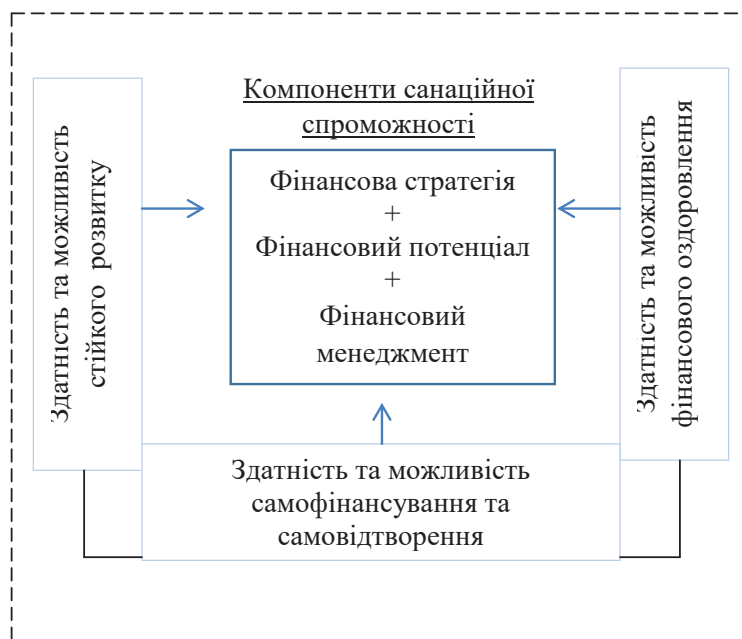 Компоненти санаційної
спроможності
Здатність та можливість
стійкого розвитку
Фінансова стратегія
+
Фінансовий потенціал
+
Фінансовий
менеджмент
Здатність та можливість
фінансового оздоровлення
Здатність та можливість
самофінансування та
самовідтворення